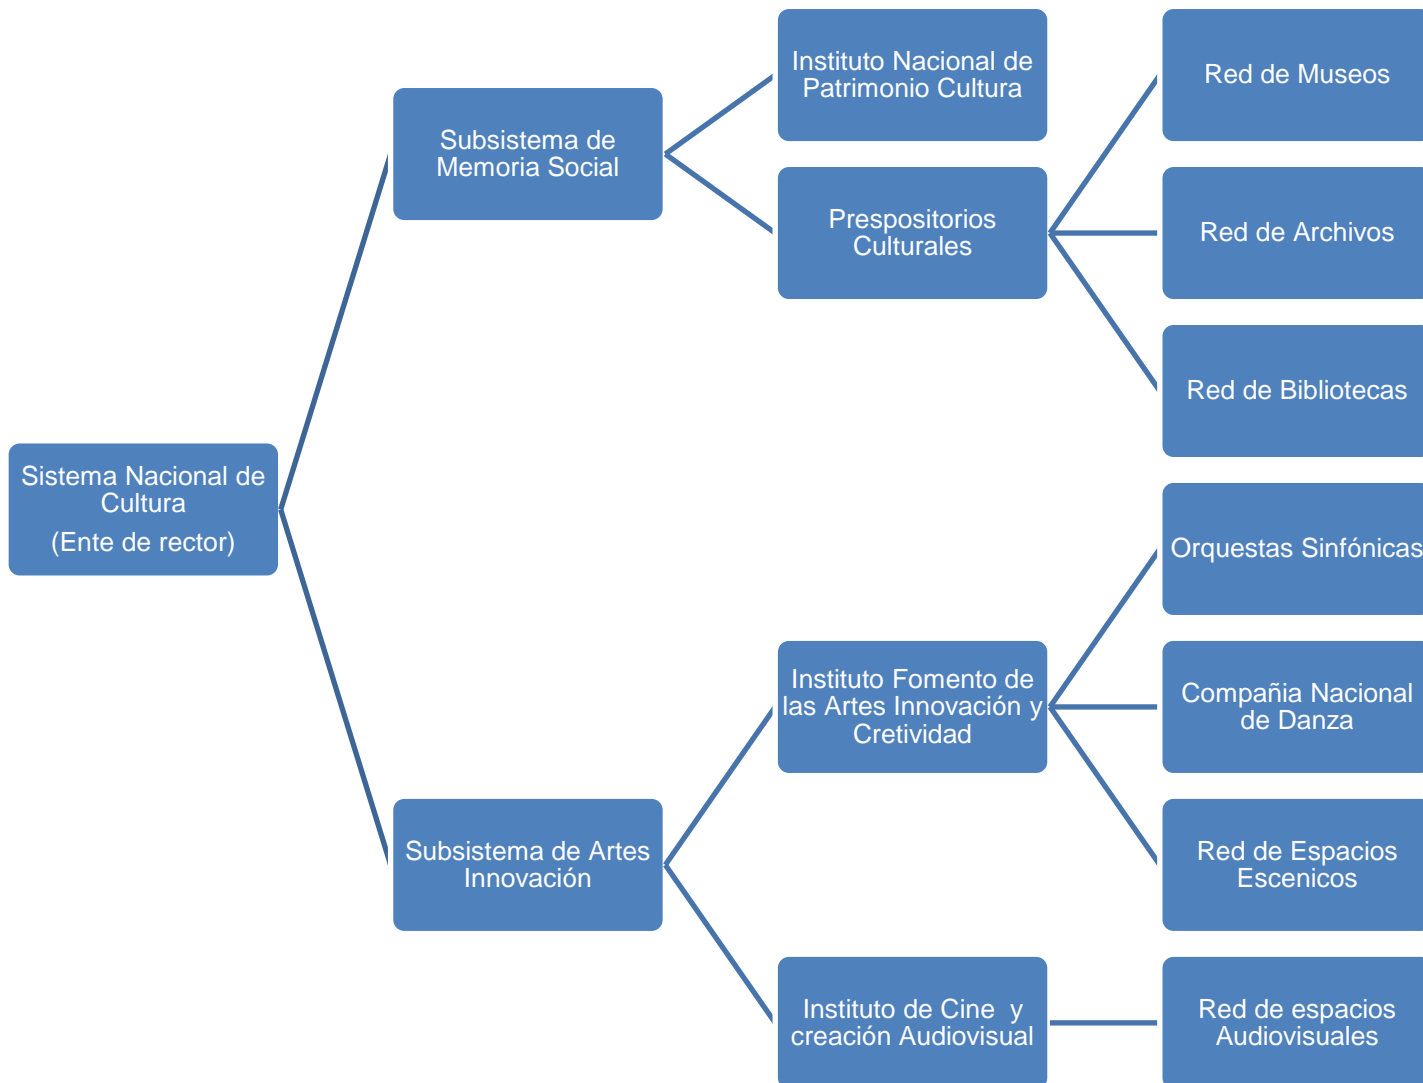 Sistema Nacional de
Cultura
(Ente de rector)
Subsistema de
Memoria Social
Instituto Nacional de
Patrimonio Cultura
Prespositorios
Culturales
Red de Museos
Red de Archivos
Red de Bibliotecas
Subsistema de Artes
Innovación
Instituto Fomento de
las Artes Innovación y
Cretividad
Orquestas Sinfónicas
Compañia Nacional
de Danza
Red de Espacios
Escenicos
Instituto de Cine y
creación Audiovisual
Red de espacios
Audiovisuales